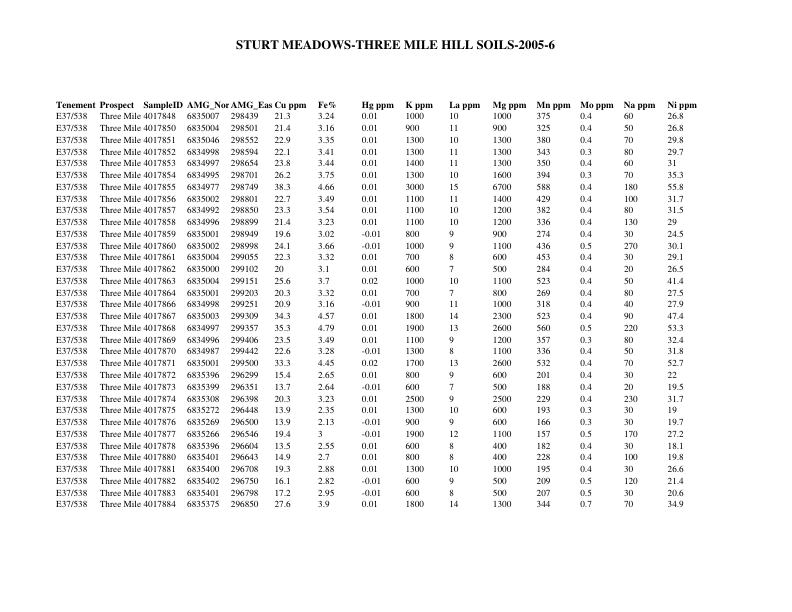 STURT MEADOWS-THREE MILE HILL SOILS-2005-6
Tenement Prospect SampleID AMG_Nor AMG_Eas Cu ppm Fe% Hg ppm K ppm La ppm Mg ppm Mn ppm Mo ppm Na ppm Ni ppm
E37/538 Three Mile 4017848 6835007 298439 21.3 3.24 0.01 1000 10 1000 375 0.4 60 26.8
E37/538 Three Mile 4017850 6835004 298501 21.4 3.16 0.01 900 11 900 325 0.4 50 26.8
E37/538 Three Mile 4017851 6835046 298552 22.9 3.35 0.01 1300 10 1300 380 0.4 70 29.8
E37/538 Three Mile 4017852 6834998 298594 22.1 3.41 0.01 1300 11 1300 343 0.3 80 29.7
E37/538 Three Mile 4017853 6834997 298654 23.8 3.44 0.01 1400 11 1300 350 0.4 60 31
E37/538 Three Mile 4017854 6834995 298701 26.2 3.75 0.01 1300 10 1600 394 0.3 70 35.3
E37/538 Three Mile 4017855 6834977 298749 38.3 4.66 0.01 3000 15 6700 588 0.4 180 55.8
E37/538 Three Mile 4017856 6835002 298801 22.7 3.49 0.01 1100 11 1400 429 0.4 100 31.7
E37/538 Three Mile 4017857 6834992 298850 23.3 3.54 0.01 1100 10 1200 382 0.4 80 31.5
E37/538 Three Mile 4017858 6834996 298899 21.4 3.23 0.01 1100 10 1200 336 0.4 130 29
E37/538 Three Mile 4017859 6835001 298949 19.6 3.02 -0.01 800 9 900 274 0.4 30 24.5
E37/538 Three Mile 4017860 6835002 298998 24.1 3.66 -0.01 1000 9 1100 436 0.5 270 30.1
E37/538 Three Mile 4017861 6835004 299055 22.3 3.32 0.01 700 8 600 453 0.4 30 29.1
E37/538 Three Mile 4017862 6835000 299102 20 3.1 0.01 600 7 500 284 0.4 20 26.5
E37/538 Three Mile 4017863 6835004 299151 25.6 3.7 0.02 1000 10 1100 523 0.4 50 41.4
E37/538 Three Mile 4017864 6835001 299203 20.3 3.32 0.01 700 7 800 269 0.4 80 27.5
E37/538 Three Mile 4017866 6834998 299251 20.9 3.16 -0.01 900 11 1000 318 0.4 40 27.9
E37/538 Three Mile 4017867 6835003 299309 34.3 4.57 0.01 1800 14 2300 523 0.4 90 47.4
E37/538 Three Mile 4017868 6834997 299357 35.3 4.79 0.01 1900 13 2600 560 0.5 220 53.3
E37/538 Three Mile 4017869 6834996 299406 23.5 3.49 0.01 1100 9 1200 357 0.3 80 32.4
E37/538 Three Mile 4017870 6834987 299442 22.6 3.28 -0.01 1300 8 1100 336 0.4 50 31.8
E37/538 Three Mile 4017871 6835001 299500 33.3 4.45 0.02 1700 13 2600 532 0.4 70 52.7
E37/538 Three Mile 4017872 6835396 296299 15.4 2.65 0.01 800 9 600 201 0.4 30 22
E37/538 Three Mile 4017873 6835399 296351 13.7 2.64 -0.01 600 7 500 188 0.4 20 19.5
E37/538 Three Mile 4017874 6835308 296398 20.3 3.23 0.01 2500 9 2500 229 0.4 230 31.7
E37/538 Three Mile 4017875 6835272 296448 13.9 2.35 0.01 1300 10 600 193 0.3 30 19
E37/538 Three Mile 4017876 6835269 296500 13.9 2.13 -0.01 900 9 600 166 0.3 30 19.7
E37/538 Three Mile 4017877 6835266 296546 19.4 3 -0.01 1900 12 1100 157 0.5 170 27.2
E37/538 Three Mile 4017878 6835396 296604 13.5 2.55 0.01 600 8 400 182 0.4 30 18.1
E37/538 Three Mile 4017880 6835401 296643 14.9 2.7 0.01 800 8 400 228 0.4 100 19.8
E37/538 Three Mile 4017881 6835400 296708 19.3 2.88 0.01 1300 10 1000 195 0.4 30 26.6
E37/538 Three Mile 4017882 6835402 296750 16.1 2.82 -0.01 600 9 500 209 0.5 120 21.4
E37/538 Three Mile 4017883 6835401 296798 17.2 2.95 -0.01 600 8 500 207 0.5 30 20.6
E37/538 Three Mile 4017884 6835375 296850 27.6 3.9 0.01 1800 14 1300 344 0.7 70 34.9